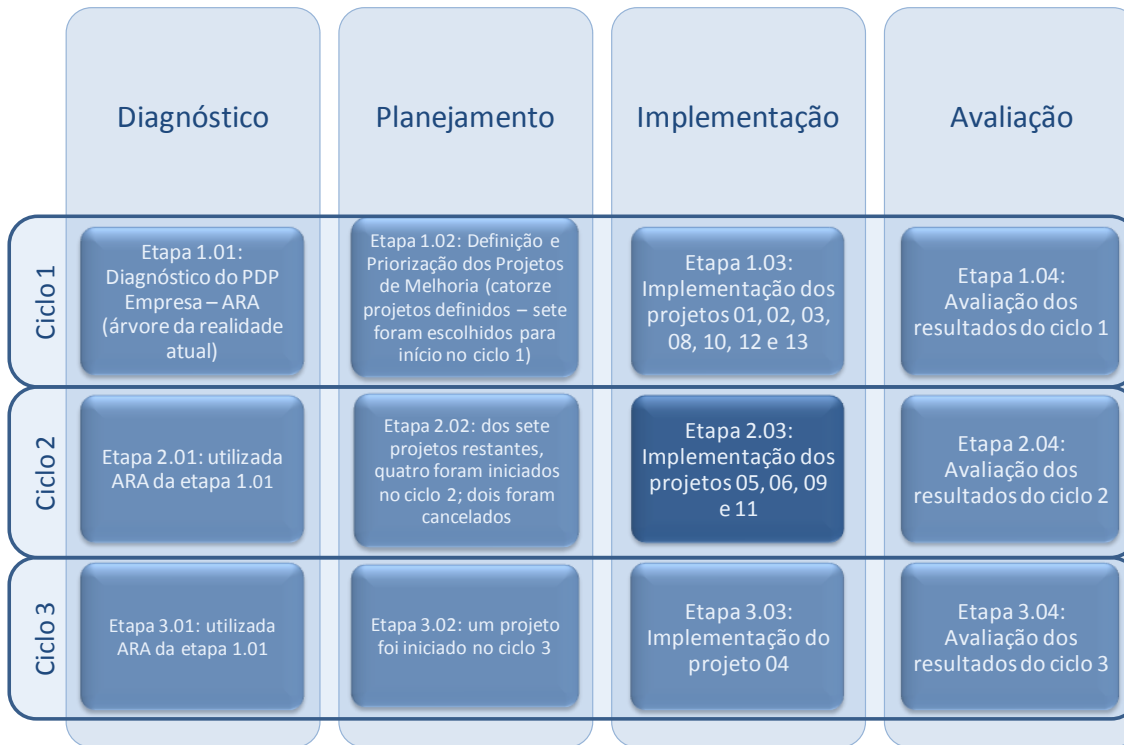 Diagnóstico
Planejamento
Implementação
Avaliação
Ciclo 1
Etapa 1.01:
Diagnóstico do PDP
Empresa – ARA
(árvore da realidade
atual)
Etapa 1.02: Definição e
Priorização dos Projetos
de Melhoria (catorze
projetos definidos – sete
foram escolhidos para
início no ciclo 1)
Etapa 1.03:
Implementação dos
projetos 01, 02, 03,
08, 10, 12 e 13
Etapa 1.04:
Avaliação dos
resultados do ciclo 1
Ciclo 2
Etapa 2.01: utilizada
ARA da etapa 1.01
Etapa 2.02: dos sete
projetos restantes,
quatro foram iniciados
no ciclo 2; dois foram
cancelados
Etapa 2.03:
Implementação dos
projetos 05, 06, 09
e 11
Etapa 2.04:
Avaliação dos
resultados do ciclo 2
Ciclo 3
Etapa 3.01: utilizada
ARA da etapa 1.01
Etapa 3.02: um projeto
foi iniciado no ciclo 3
Etapa 3.03:
Implementação do
projeto 04
Etapa 3.04:
Avaliação dos
resultados do ciclo 3